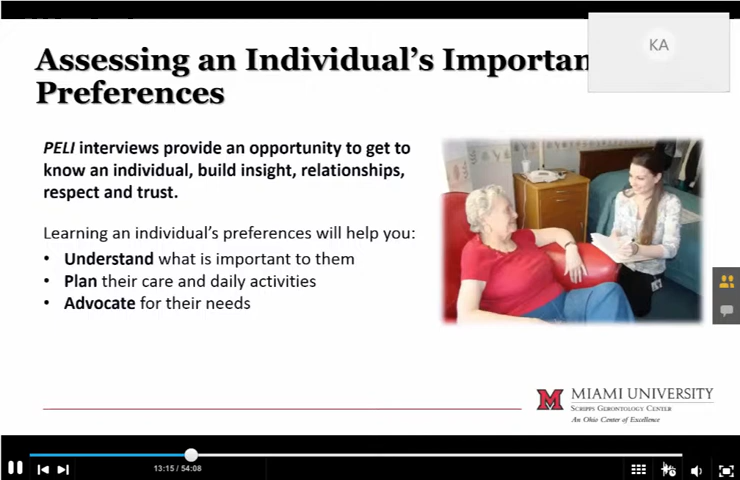 KA
Assessing an Individual's Importan
Preferences
PELI interviews provide an opportunity to get to
know an individual, build insight, relationships,
respect and trust.
Learning an individual's preferences will help you:
• Understand what is important to them
• Plan their care and daily activities
• Advocate for their needs
M MIAMI UNIVERSITY
SCRIPPS GERONTOLOGY CENTER
An Ohio Center of Excellence
13:15 / 54:08